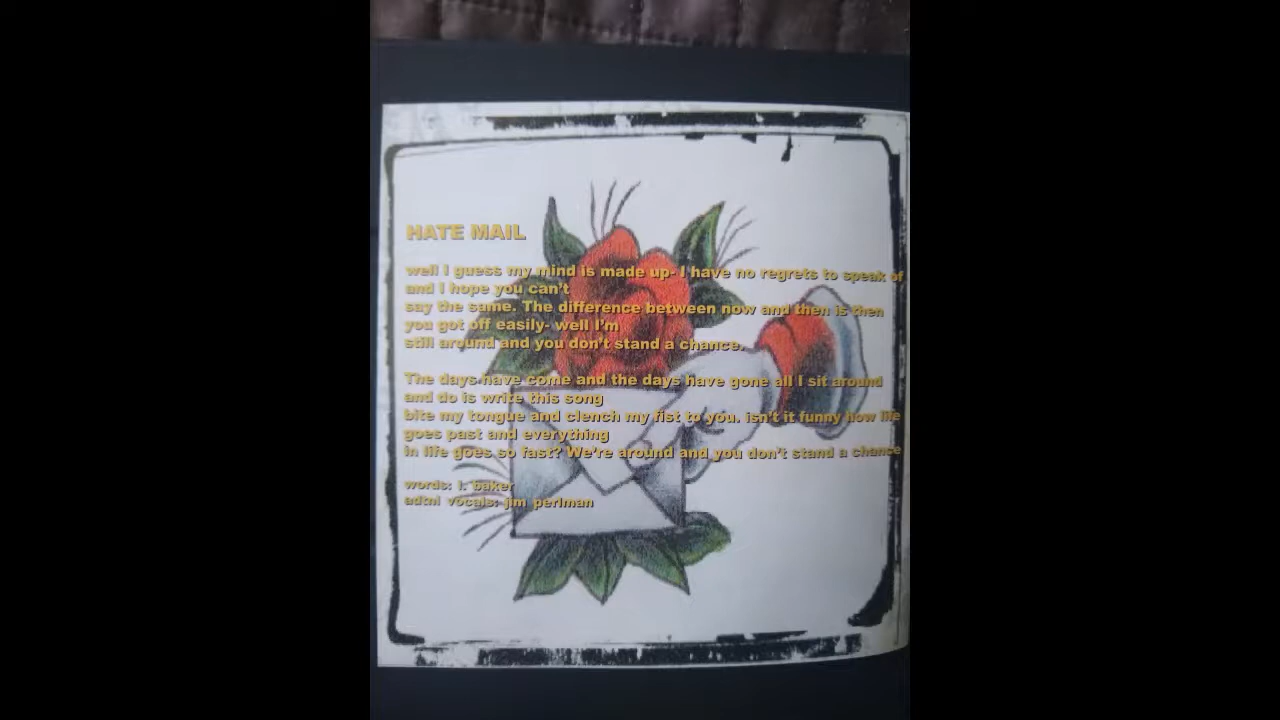 HATE MAIL
well I guess my mind is made up- I have no regrets to speak of
and I hope you can't
say the same. The difference between now and then is then
you got off easily- well I'm
still around and you don't stand a chance.
The days have come and the days have gone all I sit around
and do is write this song
bite my tongue and clench my fist to you. isn't it funny how life
goes past and everything
in life goes so fast? We're around and you don't stand a chance
words: l. baker
adtnl vocals: jim perlman